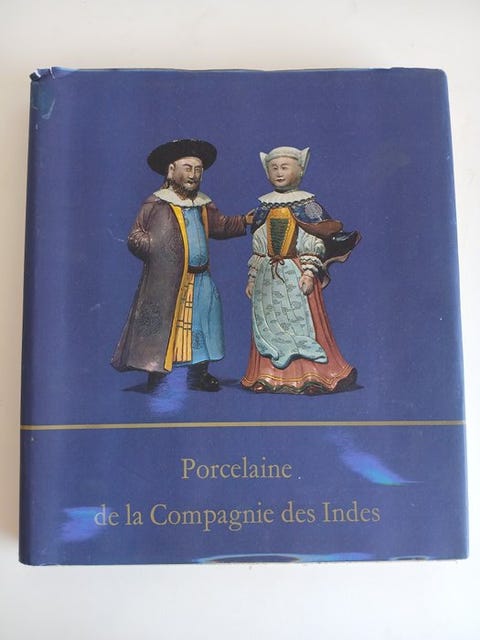 Porcelaine
de la Compagnie des Indes